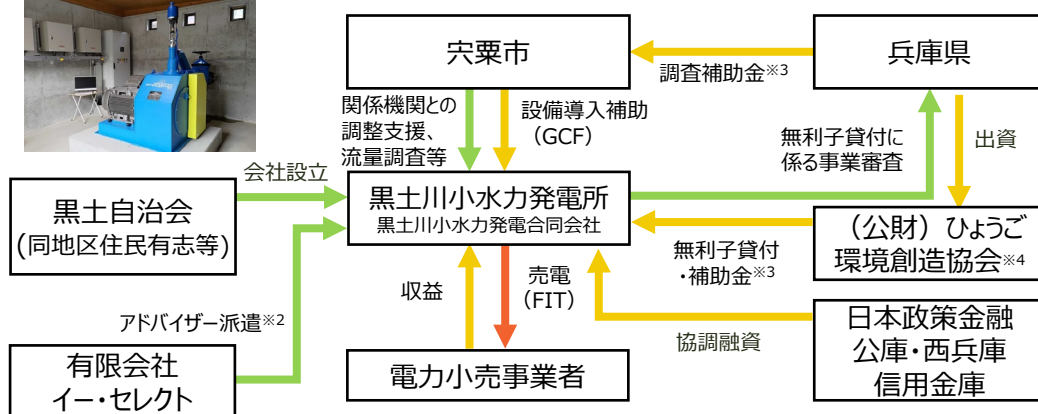 宍粟市
兵庫県
調査補助金※3
関係機関との
調整支援、
流量調査等
設備導入補助
（GCF）
無利子貸付に
係る事業審査
出資
会社設立
黒土自治会
(同地区住民有志等)
黒土川小水力発電所
黒土川小水力発電合同会社
（公財）ひょうご
環境創造協会※4
無利子貸付
・補助金※3
収益
売電
（FIT）
アドバイザー派遣※2
協調融資
日本政策金融
公庫・西兵庫
信用金庫
有限会社
イー・セレクト
電力小売事業者